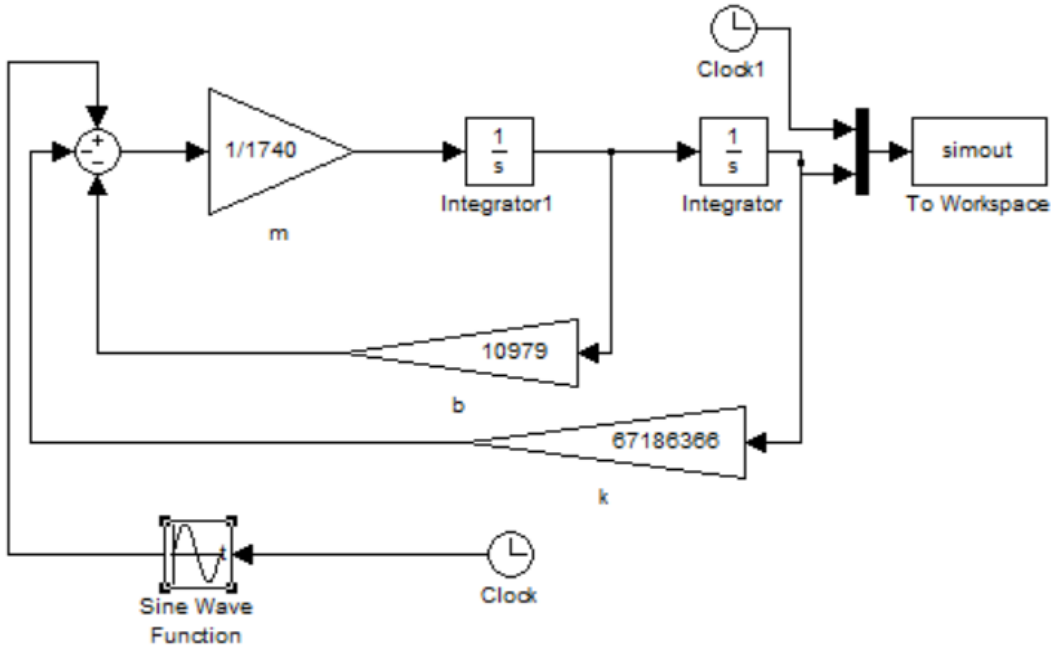 Clock1
+
−
−
1/1740
m
1
s
Integrator1
1
s
Integrator
simout
To Workspace
10979
b
67186366
k
t
Sine Wave
Function
Clock